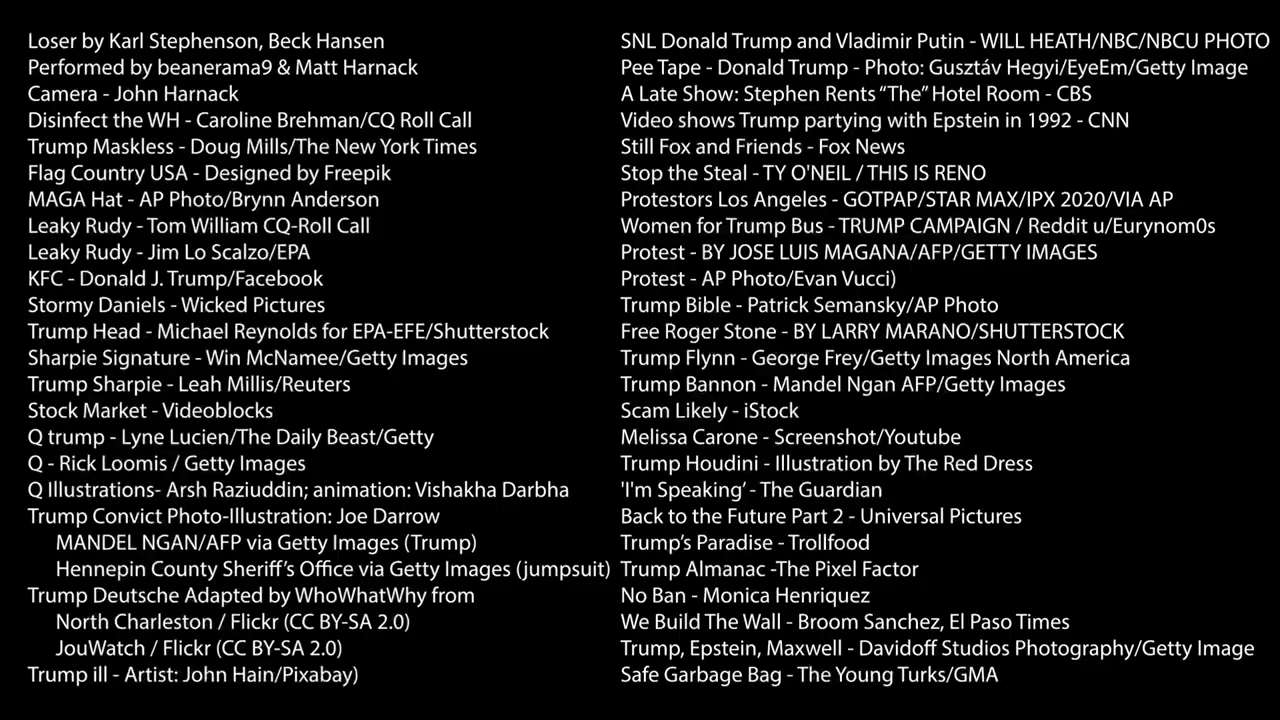 Loser by Karl Stephenson, Beck Hansen
Performed by beanerama9 & Matt Harnack
Camera - John Harnack
Disinfect the WH - Caroline Brehman/CQ Roll Call
Trump Maskless - Doug Mills/The New York Times
Flag Country USA - Designed by Freepik
MAGA Hat - AP Photo/Brynn Anderson
Leaky Rudy - Tom William CQ-Roll Call
Leaky Rudy - Jim Lo Scalzo/EPA
KFC - Donald J. Trump/Facebook
Stormy Daniels - Wicked Pictures
Trump Head - Michael Reynolds for EPA-EFE/Shutterstock
Sharpie Signature - Win McNamee/Getty Images
Trump Sharpie - Leah Millis/Reuters
Stock Market - Videoblocks
Q trump - Lyne Lucien/The Daily Beast/Getty
Q - Rick Loomis / Getty Images
Q Illustrations- Arsh Raziuddin; animation: Vishakha Darbha
Trump Convict Photo-Illustration: Joe Darrow
MANDEL NGAN/AFP via Getty Images (Trump)
Hennepin County Sheriff's Office via Getty Images (jumpsuit)
Trump Deutsche Adapted by WhoWhatWhy from
North Charleston / Flickr (CC BY-SA 2.0)
JouWatch / Flickr (CC BY-SA 2.0)
Trump ill - Artist: John Hain/Pixabay)
SNL Donald Trump and Vladimir Putin - WILL HEATH/NBC/NBCU PHOTO
Pee Tape - Donald Trump - Photo: Gusztáv Hegyi/EyeEm/Getty Image
A Late Show: Stephen Rents “The” Hotel Room - CBS
Video shows Trump partying with Epstein in 1992 - CNN
Still Fox and Friends - Fox News
Stop the Steal - TY O'NEIL / THIS IS RENO
Protestors Los Angeles - GOTPAP/STAR MAX/IPX 2020/VIA AP
Women for Trump Bus - TRUMP CAMPAIGN / Reddit u/Eurynom0s
Protest - BY JOSE LUIS MAGANA/AFP/GETTY IMAGES
Protest - AP Photo/Evan Vucci)
Trump Bible - Patrick Semansky/AP Photo
Free Roger Stone - BY LARRY MARANO/SHUTTERSTOCK
Trump Flynn - George Frey/Getty Images North America
Trump Bannon - Mandel Ngan AFP/Getty Images
Scam Likely - iStock
Melissa Carone - Screenshot/Youtube
Trump Houdini - Illustration by The Red Dress
'I'm Speaking’ - The Guardian
Back to the Future Part 2 - Universal Pictures
Trump’s Paradise - Trollfood
Trump Almanac -The Pixel Factor
No Ban - Monica Henriquez
We Build The Wall - Broom Sanchez, El Paso Times
Trump, Epstein, Maxwell - Davidoff Studios Photography/Getty Image
Safe Garbage Bag - The Young Turks/GMA